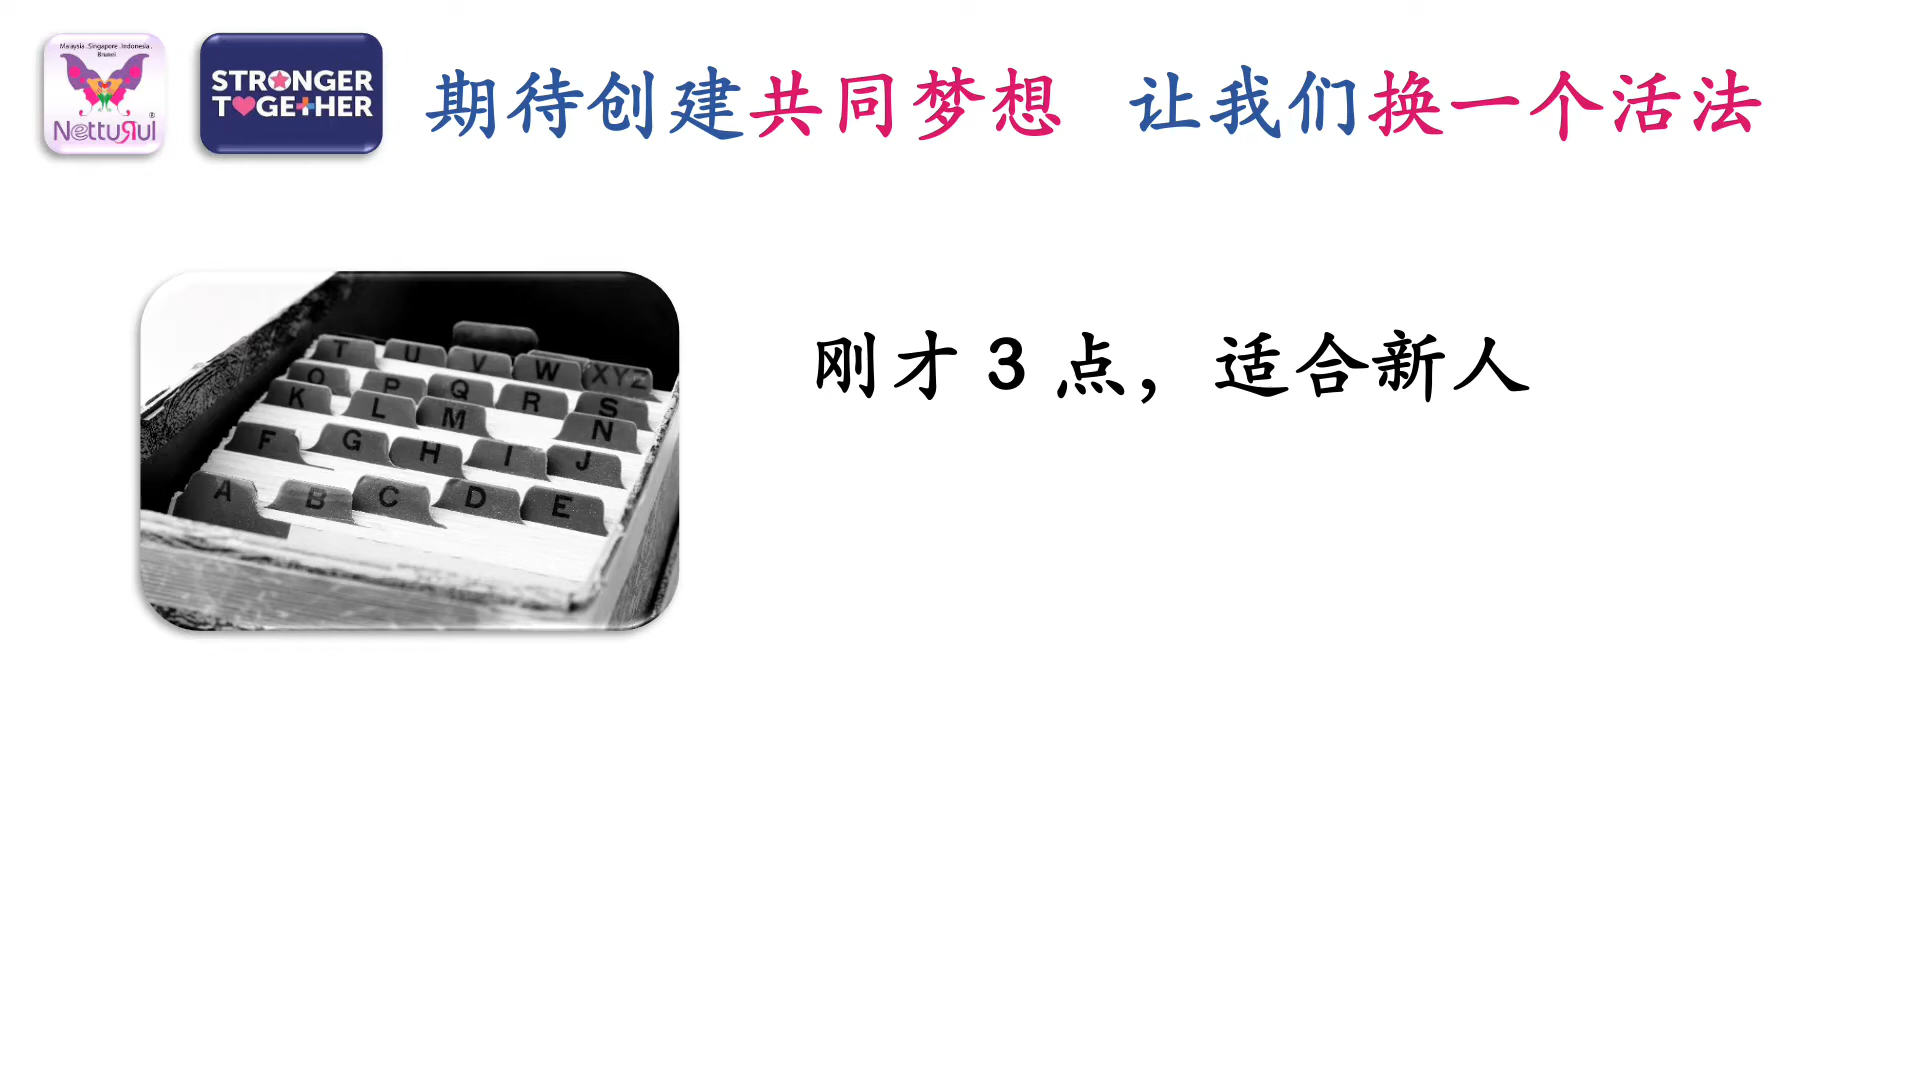 Malaysia . Singapore . Indonesia .
Brunei
NettuЯul ®
STRONGER
TOGETHER
期待创建共同梦想 让我们换一个活法
刚才 3 点，适合新人
T U V W XYZ
O P Q R S
K L M N
F G H I J
A B C D E